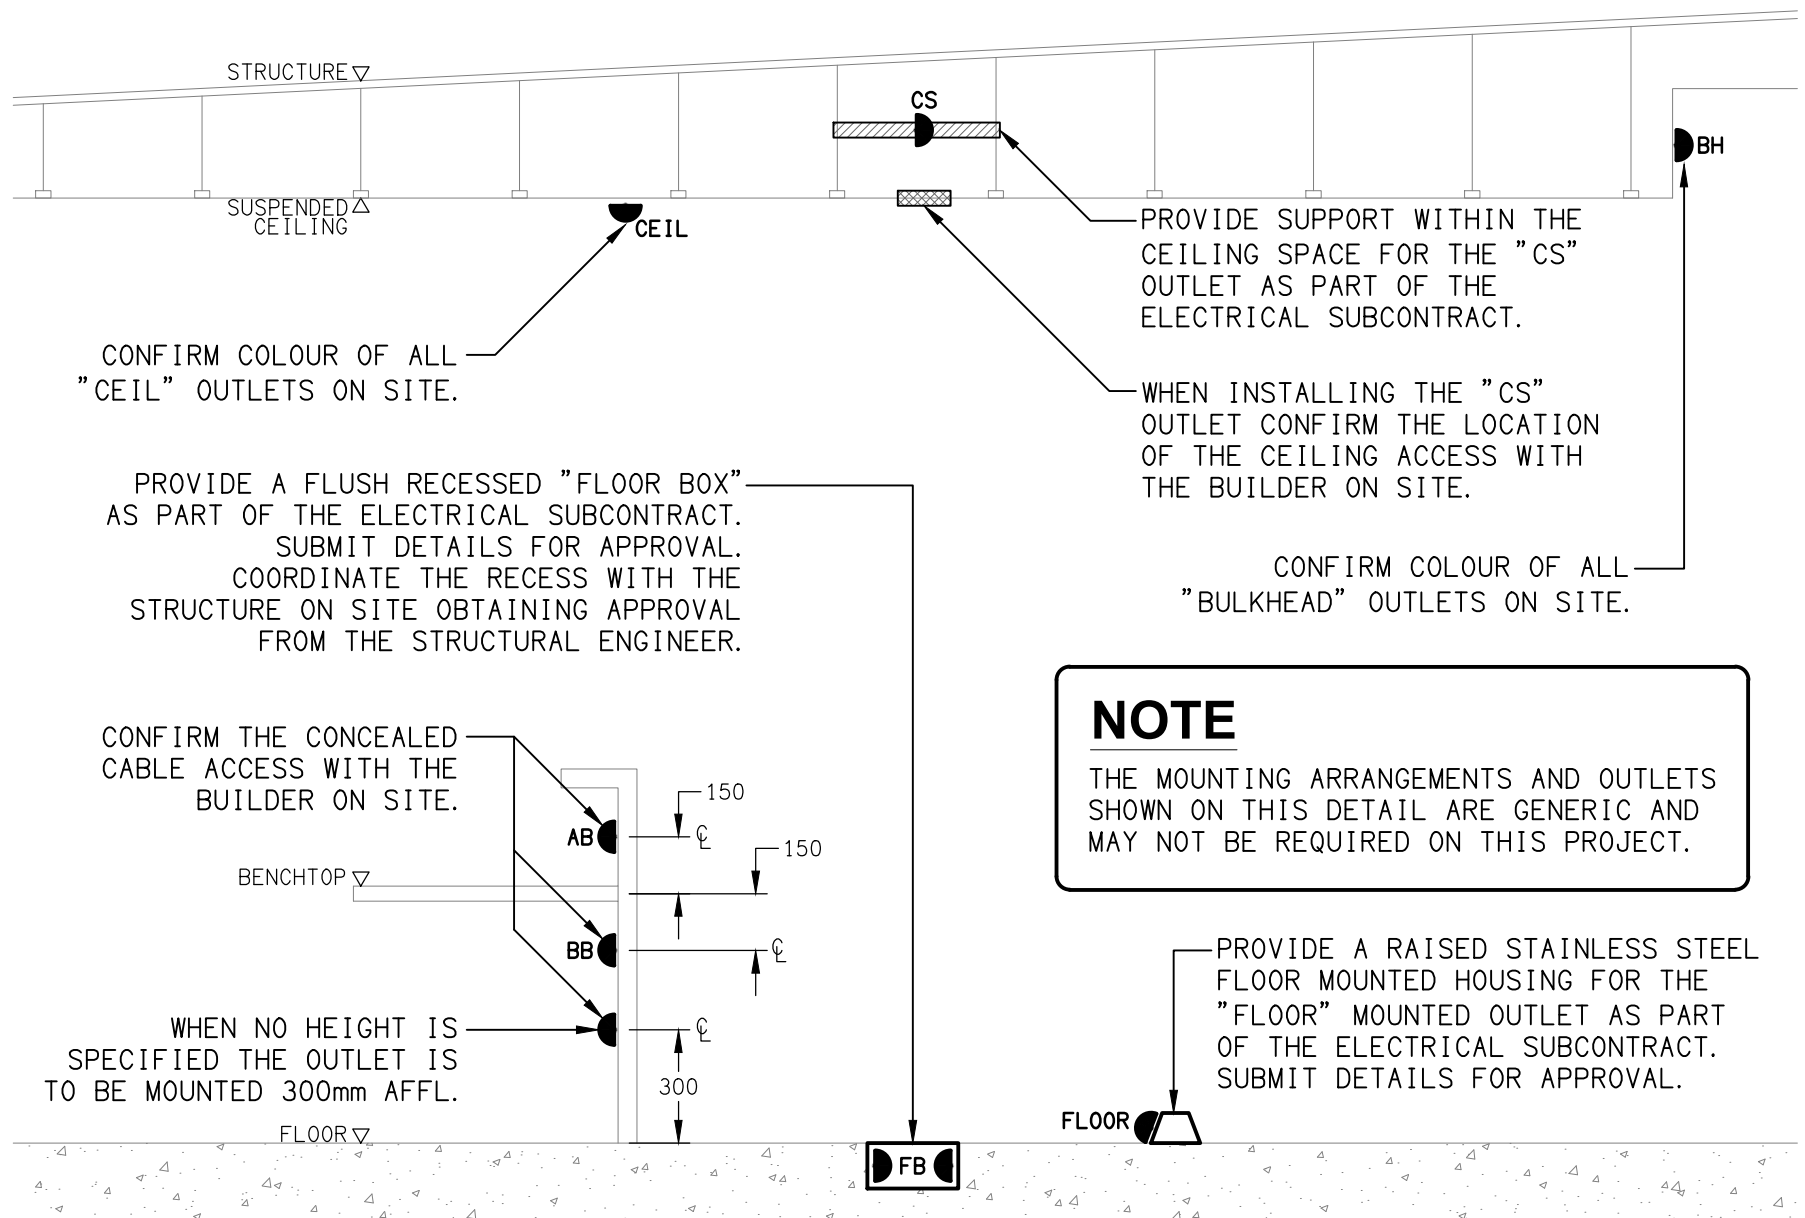 STRUCTURE
CS
BH
SUSPENDED
CEILING
CEIL
PROVIDE SUPPORT WITHIN THE
CEILING SPACE FOR THE "CS"
OUTLET AS PART OF THE
ELECTRICAL SUBCONTRACT.
CONFIRM COLOUR OF ALL
"CEIL" OUTLETS ON SITE.
WHEN INSTALLING THE "CS"
OUTLET CONFIRM THE LOCATION
OF THE CEILING ACCESS WITH
THE BUILDER ON SITE.
PROVIDE A FLUSH RECESSED "FLOOR BOX"
AS PART OF THE ELECTRICAL SUBCONTRACT.
SUBMIT DETAILS FOR APPROVAL.
COORDINATE THE RECESS WITH THE
STRUCTURE ON SITE OBTAINING APPROVAL
FROM THE STRUCTURAL ENGINEER.
CONFIRM COLOUR OF ALL
"BULKHEAD" OUTLETS ON SITE.
NOTE
THE MOUNTING ARRANGEMENTS AND OUTLETS
SHOWN ON THIS DETAIL ARE GENERIC AND
MAY NOT BE REQUIRED ON THIS PROJECT.
CONFIRM THE CONCEALED
CABLE ACCESS WITH THE
BUILDER ON SITE.
150
AB
℄
150
BENCHTOP
BB
℄
WHEN NO HEIGHT IS
SPECIFIED THE OUTLET IS
TO BE MOUNTED 300mm AFFL.
℄
300
FLOOR
PROVIDE A RAISED STAINLESS STEEL
FLOOR MOUNTED HOUSING FOR THE
"FLOOR" MOUNTED OUTLET AS PART
OF THE ELECTRICAL SUBCONTRACT.
SUBMIT DETAILS FOR APPROVAL.
FLOOR
FB